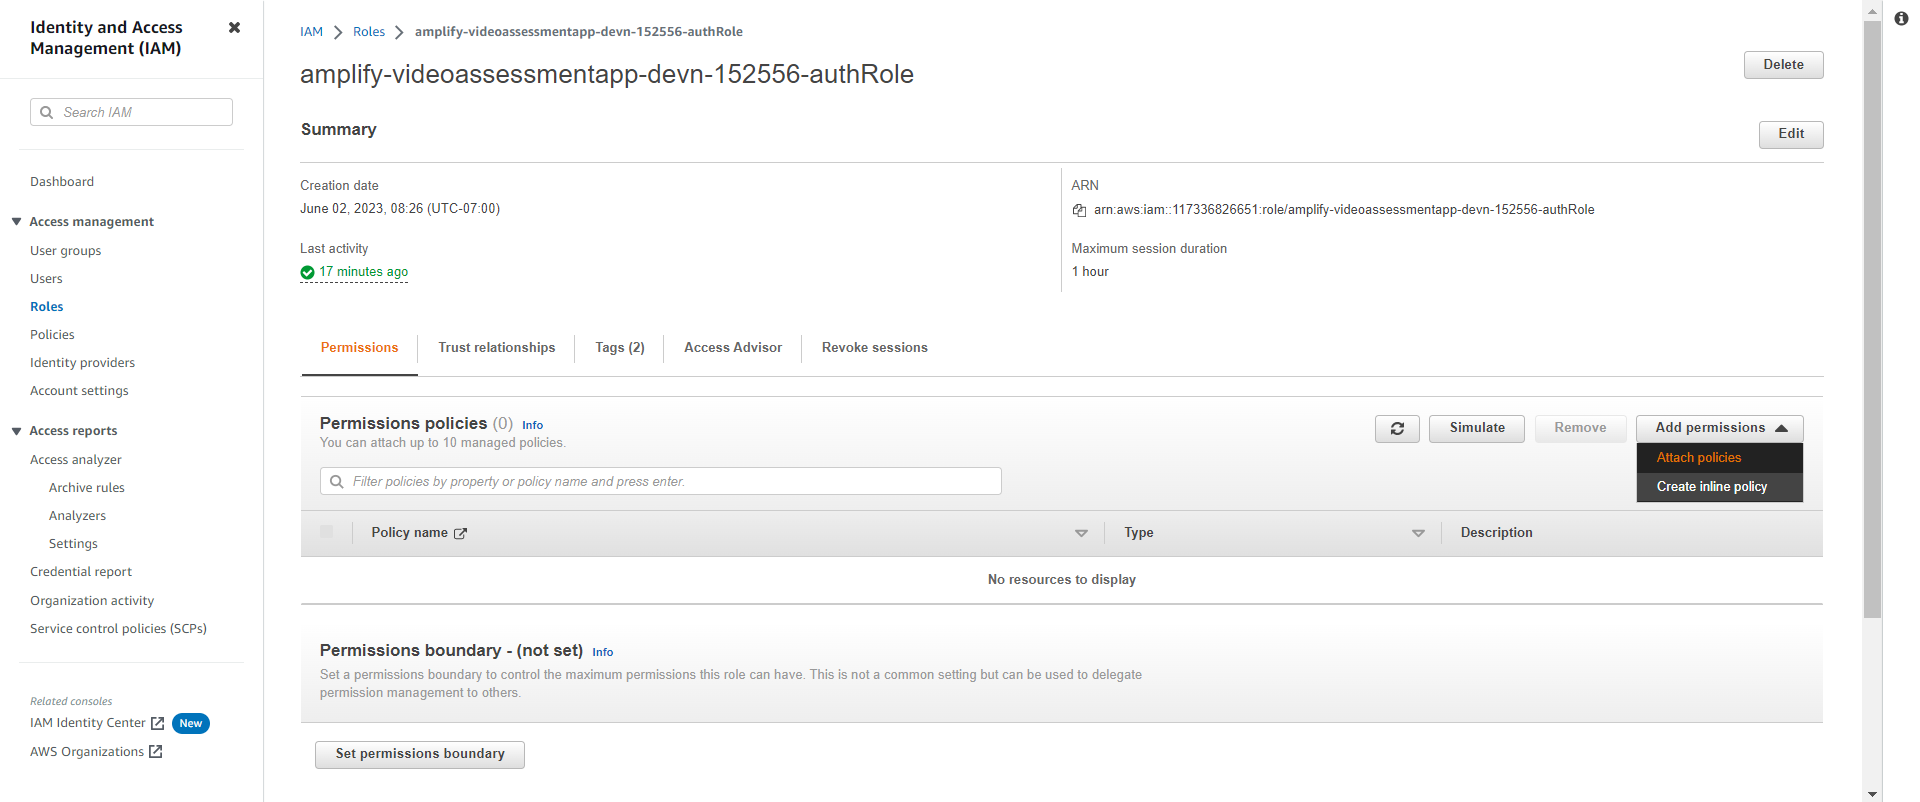 Identity and Access
Management (IAM)
Search IAM
Dashboard
Access management
User groups
Users
Roles
Policies
Identity providers
Account settings
Access reports
Access analyzer
Archive rules
Analyzers
Settings
Credential report
Organization activity
Service control policies (SCPs)
Related consoles
IAM Identity Center New
AWS Organizations
IAM Roles amplify-videoassessmentapp-devn-152556-authRole
amplify-videoassessmentapp-devn-152556-authRole
Delete
Summary
Edit
Creation date
June 02, 2023, 08:26 (UTC-07:00)
Last activity
17 minutes ago
ARN
arn:aws:iam::117336826651:role/amplify-videoassessmentapp-devn-152556-authRole
Maximum session duration
1 hour
Permissions Trust relationships Tags (2) Access Advisor Revoke sessions
Permissions policies (0) Info
You can attach up to 10 managed policies.
Simulate Remove Add permissions
Attach policies
Create inline policy
Filter policies by property or policy name and press enter.
Policy name Type Description
No resources to display
Permissions boundary - (not set) Info
Set a permissions boundary to control the maximum permissions this role can have. This is not a common setting but can be used to delegate
permission management to others.
Set permissions boundary